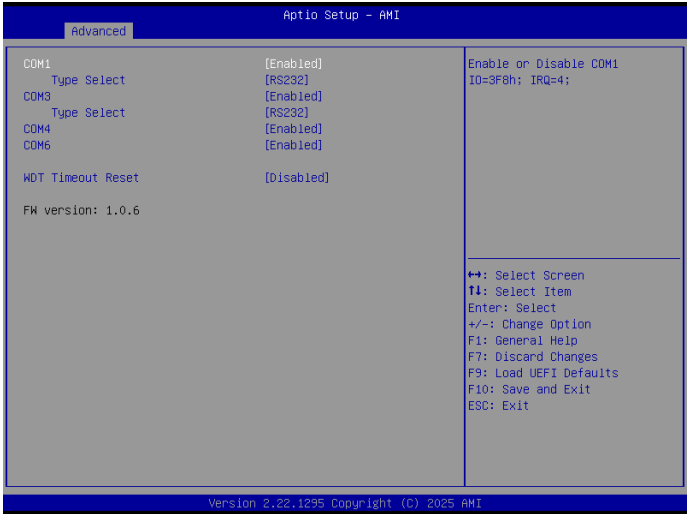 Aptio Setup – AMI
Advanced
COM1 [Enabled]
Type Select [RS232]
COM3 [Enabled]
Type Select [RS232]
COM4 [Enabled]
COM6 [Enabled]
WDT Timeout Reset [Disabled]
FW version: 1.0.6
Enable or Disable COM1
IO=3F8h; IRQ=4;
↔: Select Screen
↑↓: Select Item
Enter: Select
+/-: Change Option
F1: General Help
F7: Discard Changes
F9: Load UEFI Defaults
F10: Save and Exit
ESC: Exit
Version 2.22.1295 Copyright (C) 2025 AMI